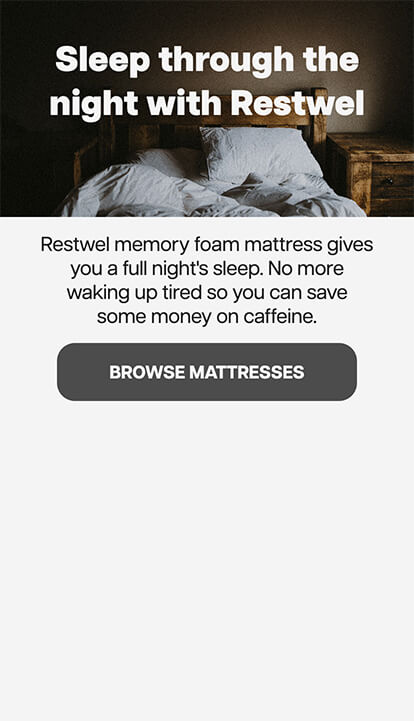 Sleep through the
night with Restwel
Restwel memory foam mattress gives
you a full night's sleep. No more
waking up tired so you can save
some money on caffeine.
BROWSE MATTRESSES